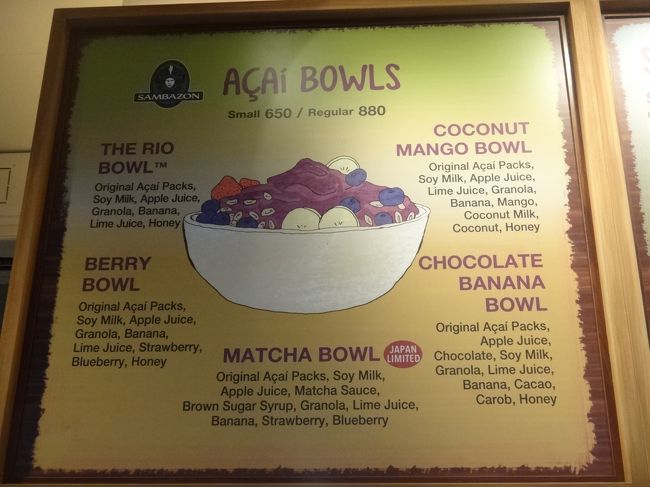 SAMBAZON
AÇAÍ BOWLS
Small 650 / Regular 880
THE RIO
BOWL™
Original Açaí Packs,
Soy Milk, Apple Juice,
Granola, Banana,
Lime Juice, Honey
COCONUT
MANGO BOWL
Original Açaí Packs,
Soy Milk, Apple Juice,
Lime Juice, Granola,
Banana, Mango,
Coconut Milk,
Coconut, Honey
BERRY
BOWL
Original Açaí Packs,
Soy Milk, Apple Juice,
Granola, Banana,
Lime Juice, Strawberry,
Blueberry, Honey
CHOCOLATE
BANANA
BOWL
Original Açaí Packs,
Apple Juice,
Chocolate, Soy Milk,
Granola, Lime Juice,
Banana, Cacao,
Carob, Honey
MATCHA BOWL
JAPAN
LIMITED
Original Açaí Packs, Soy Milk,
Apple Juice, Matcha Sauce,
Brown Sugar Syrup, Granola, Lime Juice,
Banana, Strawberry, Blueberry